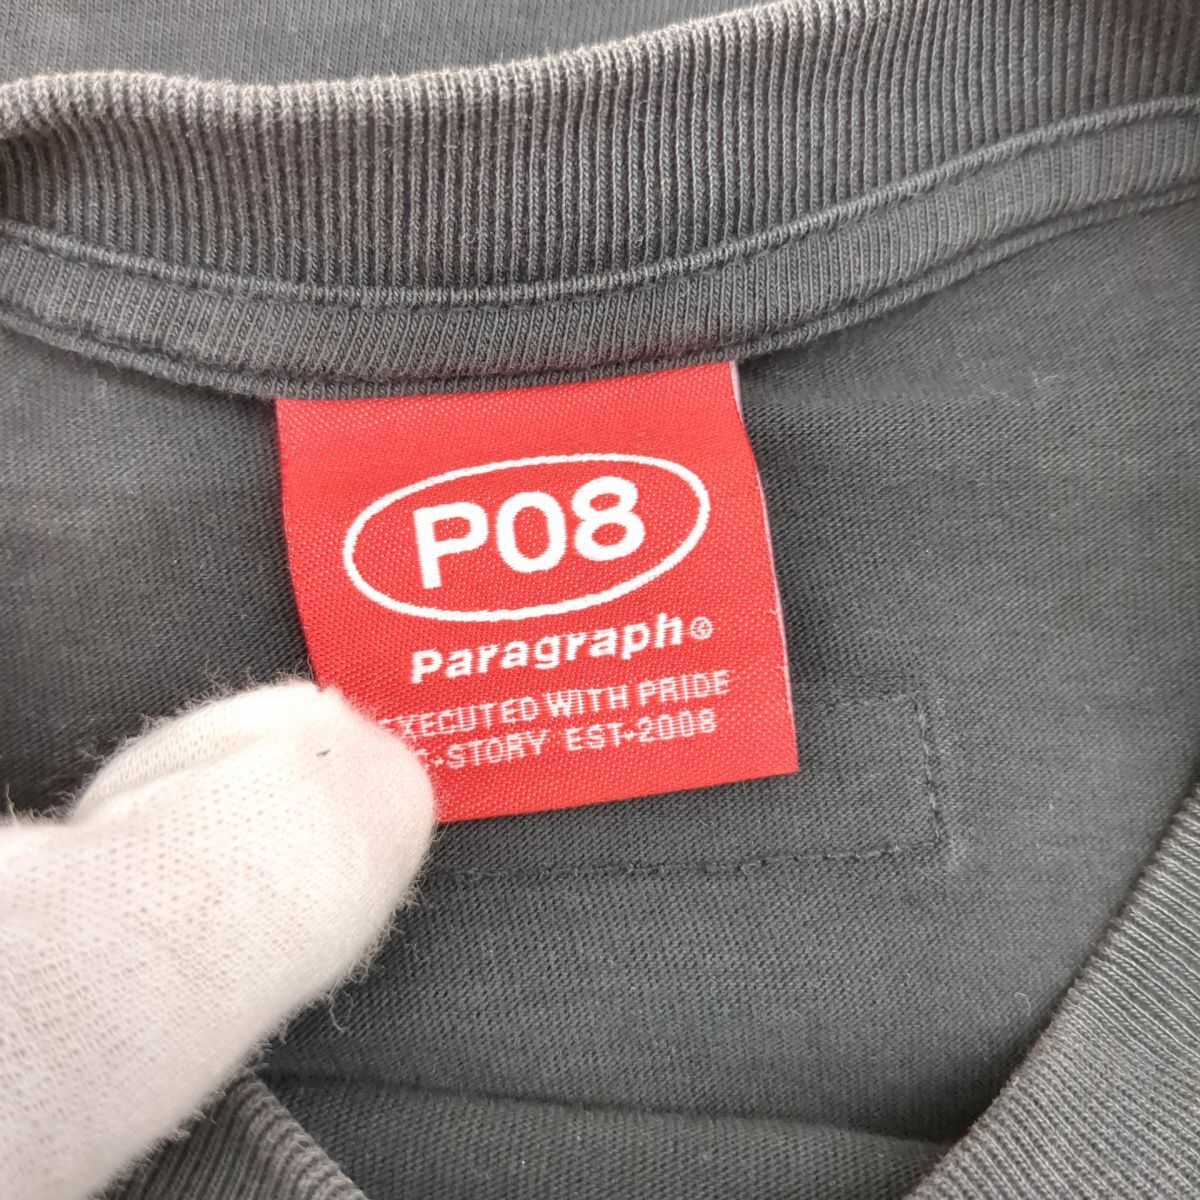 P08
Paragraph®
EXECUTED WITH PRIDE
-STORY EST-2008